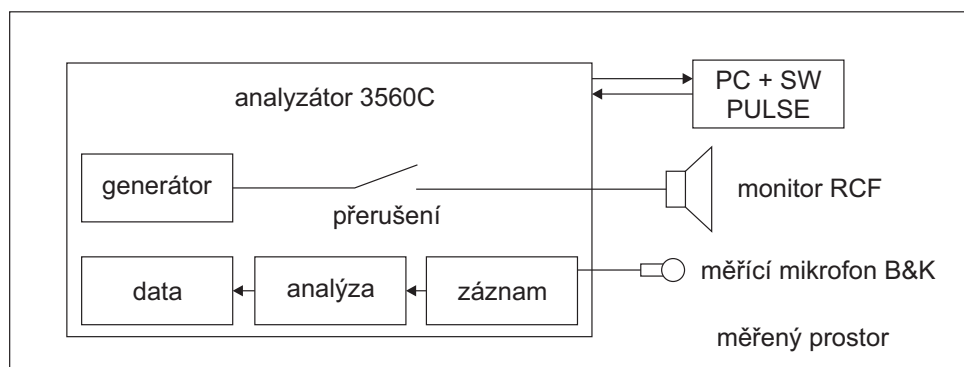 analyzátor 3560C
PC + SW
PULSE
generátor
přerušení
monitor RCF
data
analýza
záznam
měřící mikrofon B&K
měřený prostor